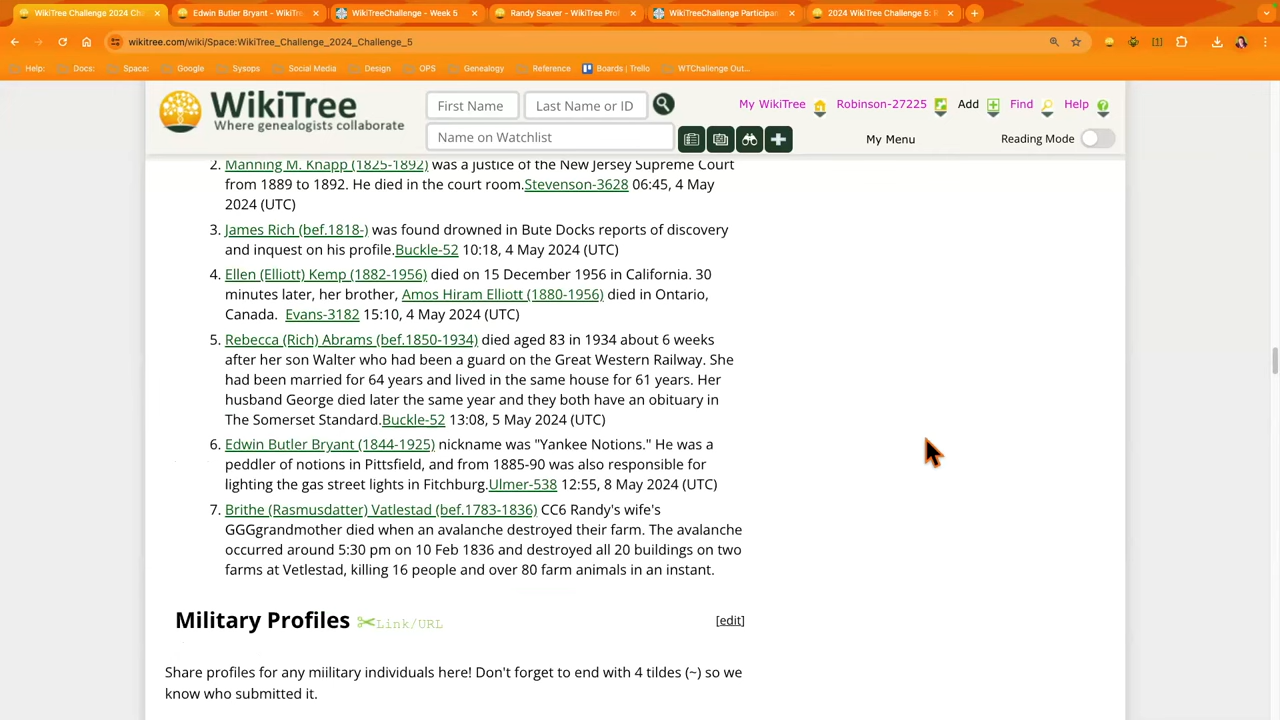 WikiTree Challenge 2024 Ch
Edwin Butler Bryant - WikiTre
WikiTreeChallenge - Week 5
Randy Seaver - WikiTree Prof
WikiTreeChallenge Participan
2024 WikiTree Challenge 5: R
wikitree.com/wiki/Space:WikiTree_Challenge_2024_Challenge_5
Help: Docs: Space: Google Sysops Social Media Design OPS Genealogy Reference Boards | Trello WTChallenge Out...
WikiTree
Where genealogists collaborate
First Name Last Name or ID
Name on Watchlist
My WikiTree Robinson-27225 Add Find Help
My Menu Reading Mode
2. Manning M. Knapp (1825-1892) was a justice of the New Jersey Supreme Court
from 1889 to 1892. He died in the court room.Stevenson-3628 06:45, 4 May
2024 (UTC)
3. James Rich (bef.1818-) was found drowned in Bute Docks reports of discovery
and inquest on his profile.Buckle-52 10:18, 4 May 2024 (UTC)
4. Ellen (Elliott) Kemp (1882-1956) died on 15 December 1956 in California. 30
minutes later, her brother, Amos Hiram Elliott (1880-1956) died in Ontario,
Canada. Evans-3182 15:10, 4 May 2024 (UTC)
5. Rebecca (Rich) Abrams (bef.1850-1934) died aged 83 in 1934 about 6 weeks
after her son Walter who had been a guard on the Great Western Railway. She
had been married for 64 years and lived in the same house for 61 years. Her
husband George died later the same year and they both have an obituary in
The Somerset Standard.Buckle-52 13:08, 5 May 2024 (UTC)
6. Edwin Butler Bryant (1844-1925) nickname was "Yankee Notions." He was a
peddler of notions in Pittsfield, and from 1885-90 was also responsible for
lighting the gas street lights in Fitchburg.Ulmer-538 12:55, 8 May 2024 (UTC)
7. Brithe (Rasmusdatter) Vatlestad (bef.1783-1836) CC6 Randy's wife's
GGGgrandmother died when an avalanche destroyed their farm. The avalanche
occurred around 5:30 pm on 10 Feb 1836 and destroyed all 20 buildings on two
farms at Vetlestad, killing 16 people and over 80 farm animals in an instant.
Military Profiles Link/URL [edit]
Share profiles for any miilitary individuals here! Don't forget to end with 4 tildes (~) so we
know who submitted it.